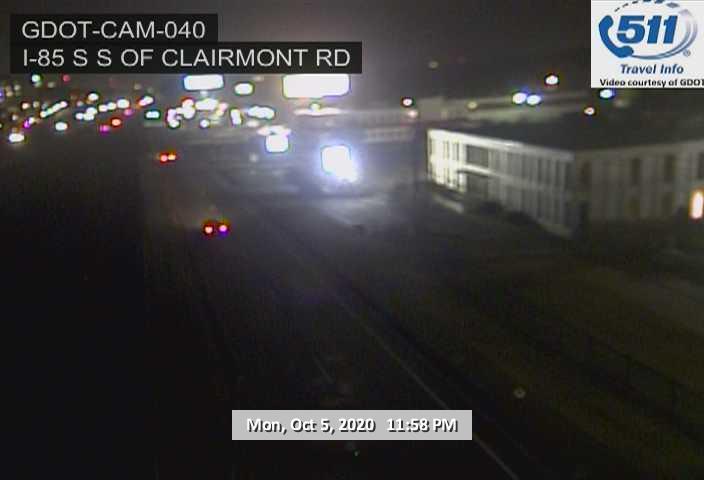 GDOT-CAM-040
I-85 S S OF CLAIRMONT RD
511
Travel Info
Video courtesy of GDOT
Mon, Oct 5, 2020 11:58 PM